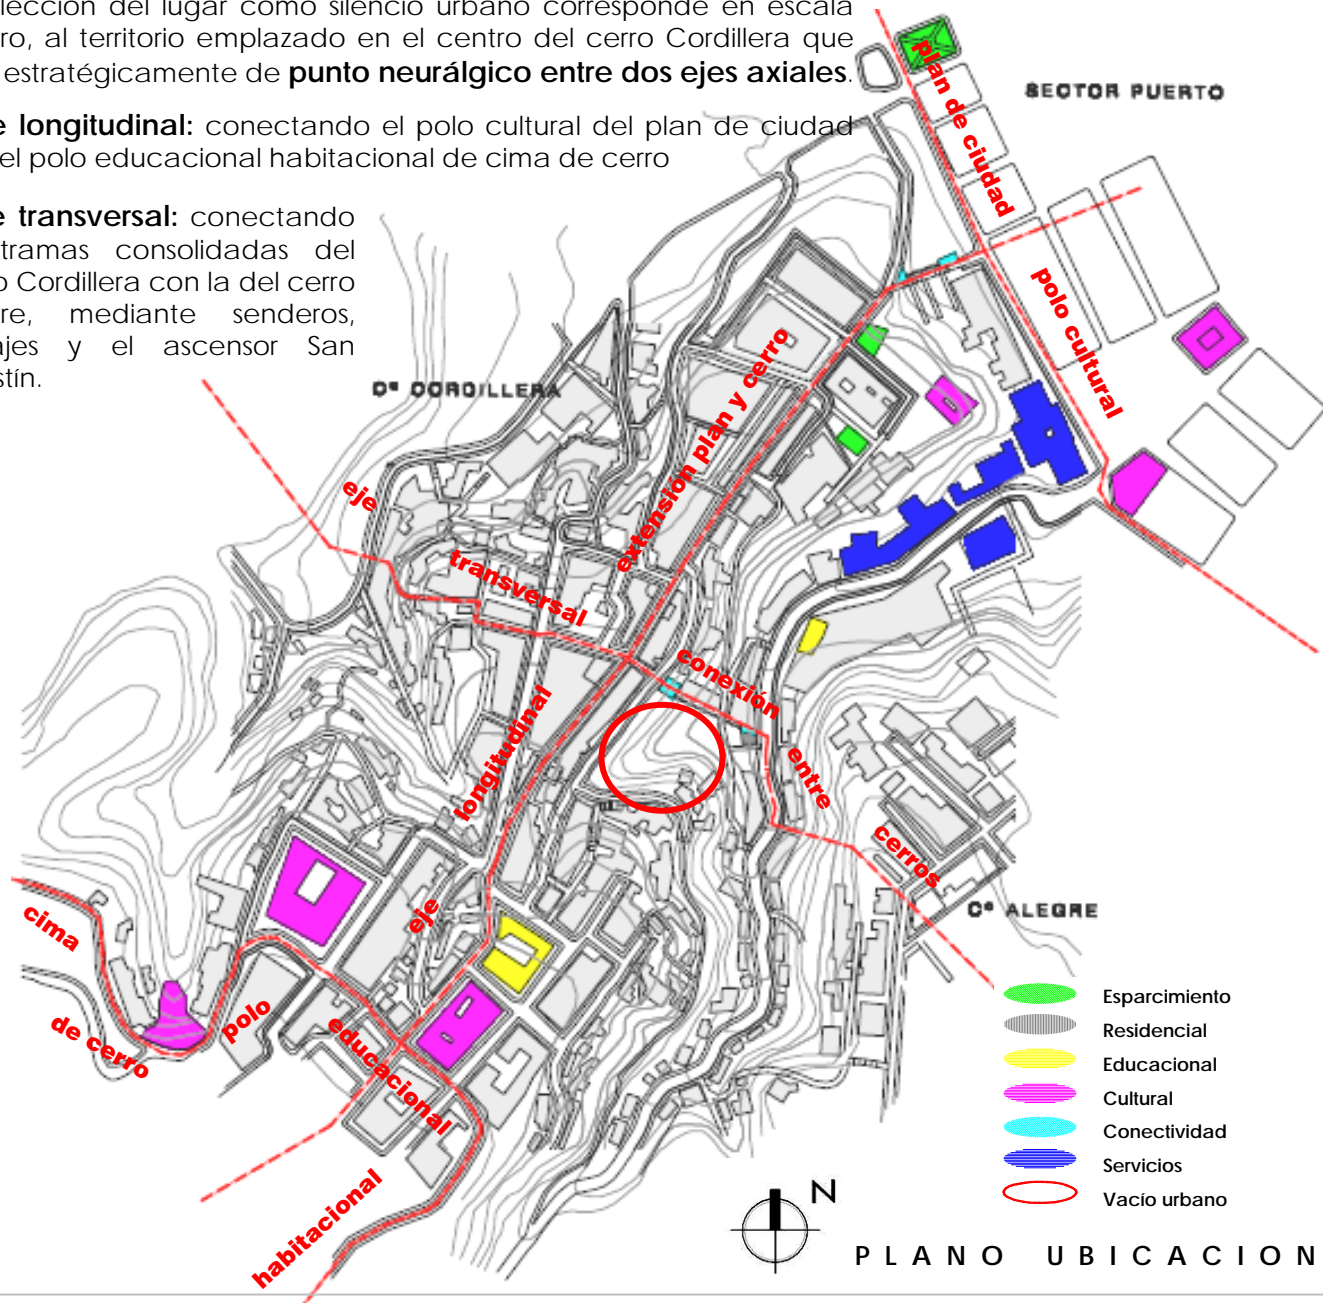 lección del lugar como silencio urbano corresponde en escala
ro, al territorio emplazado en el centro del cerro Cordillera que
estratégicamente de punto neurálgico entre dos ejes axiales.
e longitudinal: conectando el polo cultural del plan de ciudad
el polo educacional habitacional de cima de cerro
e transversal: conectando
tramas consolidadas del
o Cordillera con la del cerro
re, mediante senderos,
ajes y el ascensor San
stín.
SECTOR PUERTO
plan de ciudad
polo cultural
Cº CORDILLERA
extensión plan y cerro
eje
transversal
conexión
entre
cerros
longitudinal
eje
Cº ALEGRE
cima
de cerro
polo
educacional
habitacional
Esparcimiento
Residencial
Educacional
Cultural
Conectividad
Servicios
Vacío urbano
N
PLANO UBICACION